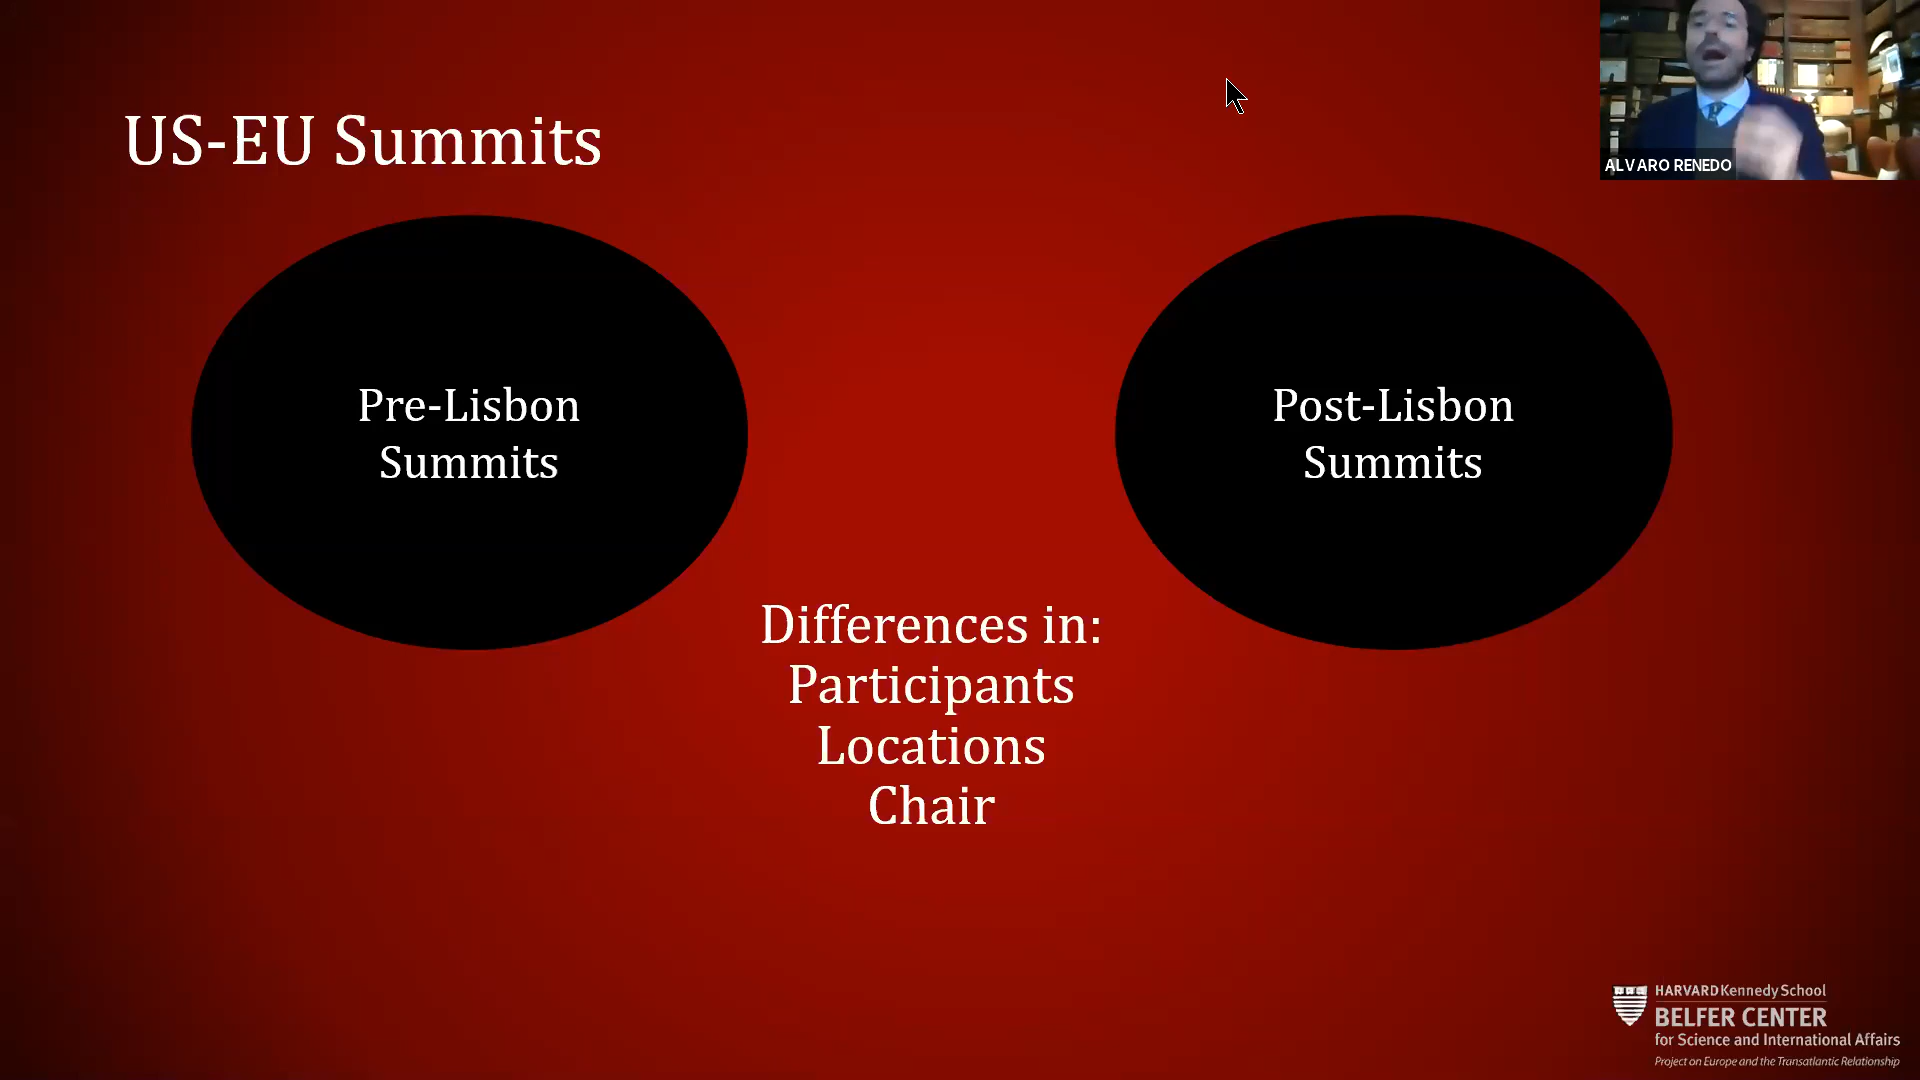 US-EU Summits
ALVARO RENEDO
Pre-Lisbon
Summits
Post-Lisbon
Summits
Differences in:
Participants
Locations
Chair
HARVARD Kennedy School
BELFER CENTER
for Science and International Affairs
Project on Europe and the Transatlantic Relationship